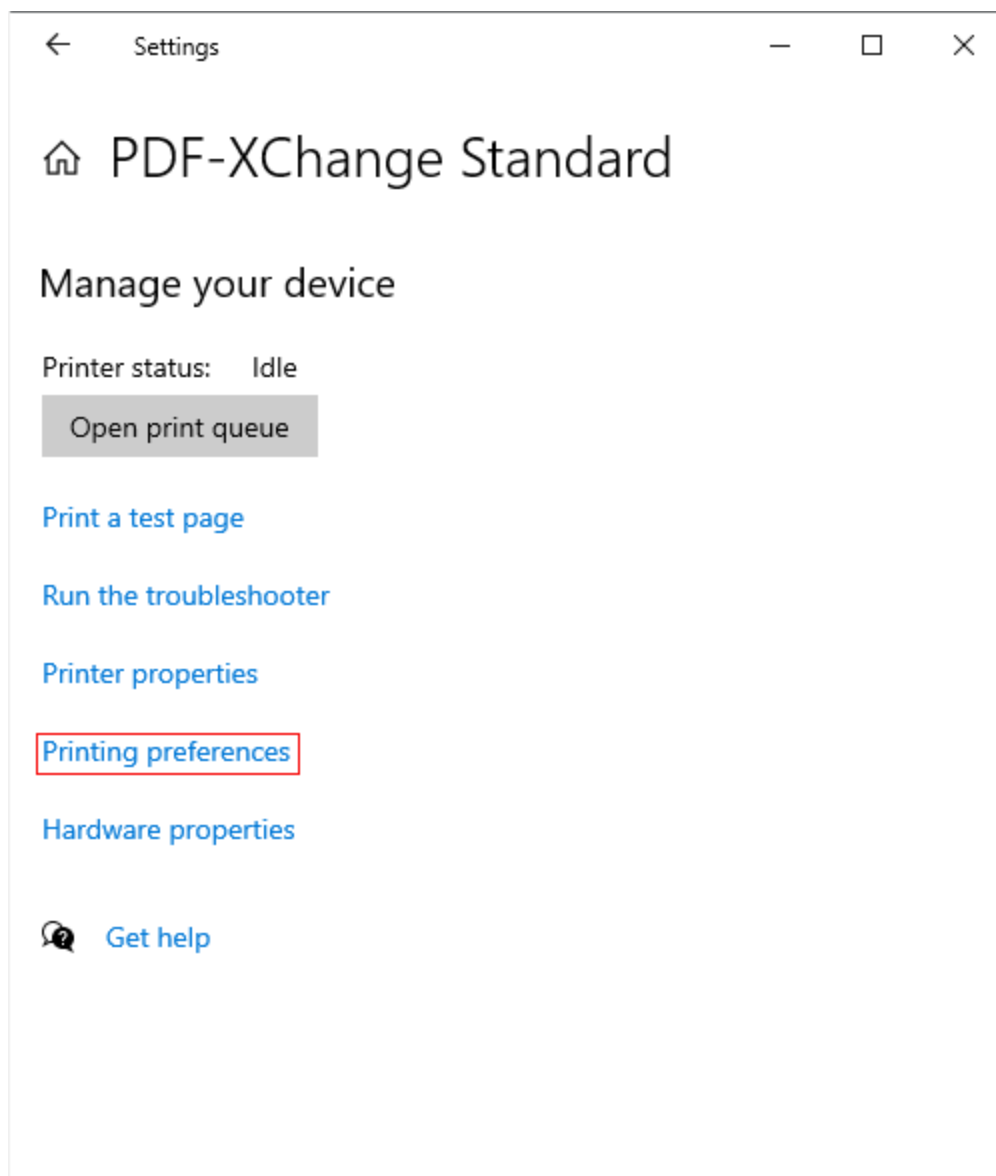 Settings
PDF-XChange Standard
Manage your device
Printer status: Idle
Open print queue
Print a test page
Run the troubleshooter
Printer properties
Printing preferences
Hardware properties
Get help